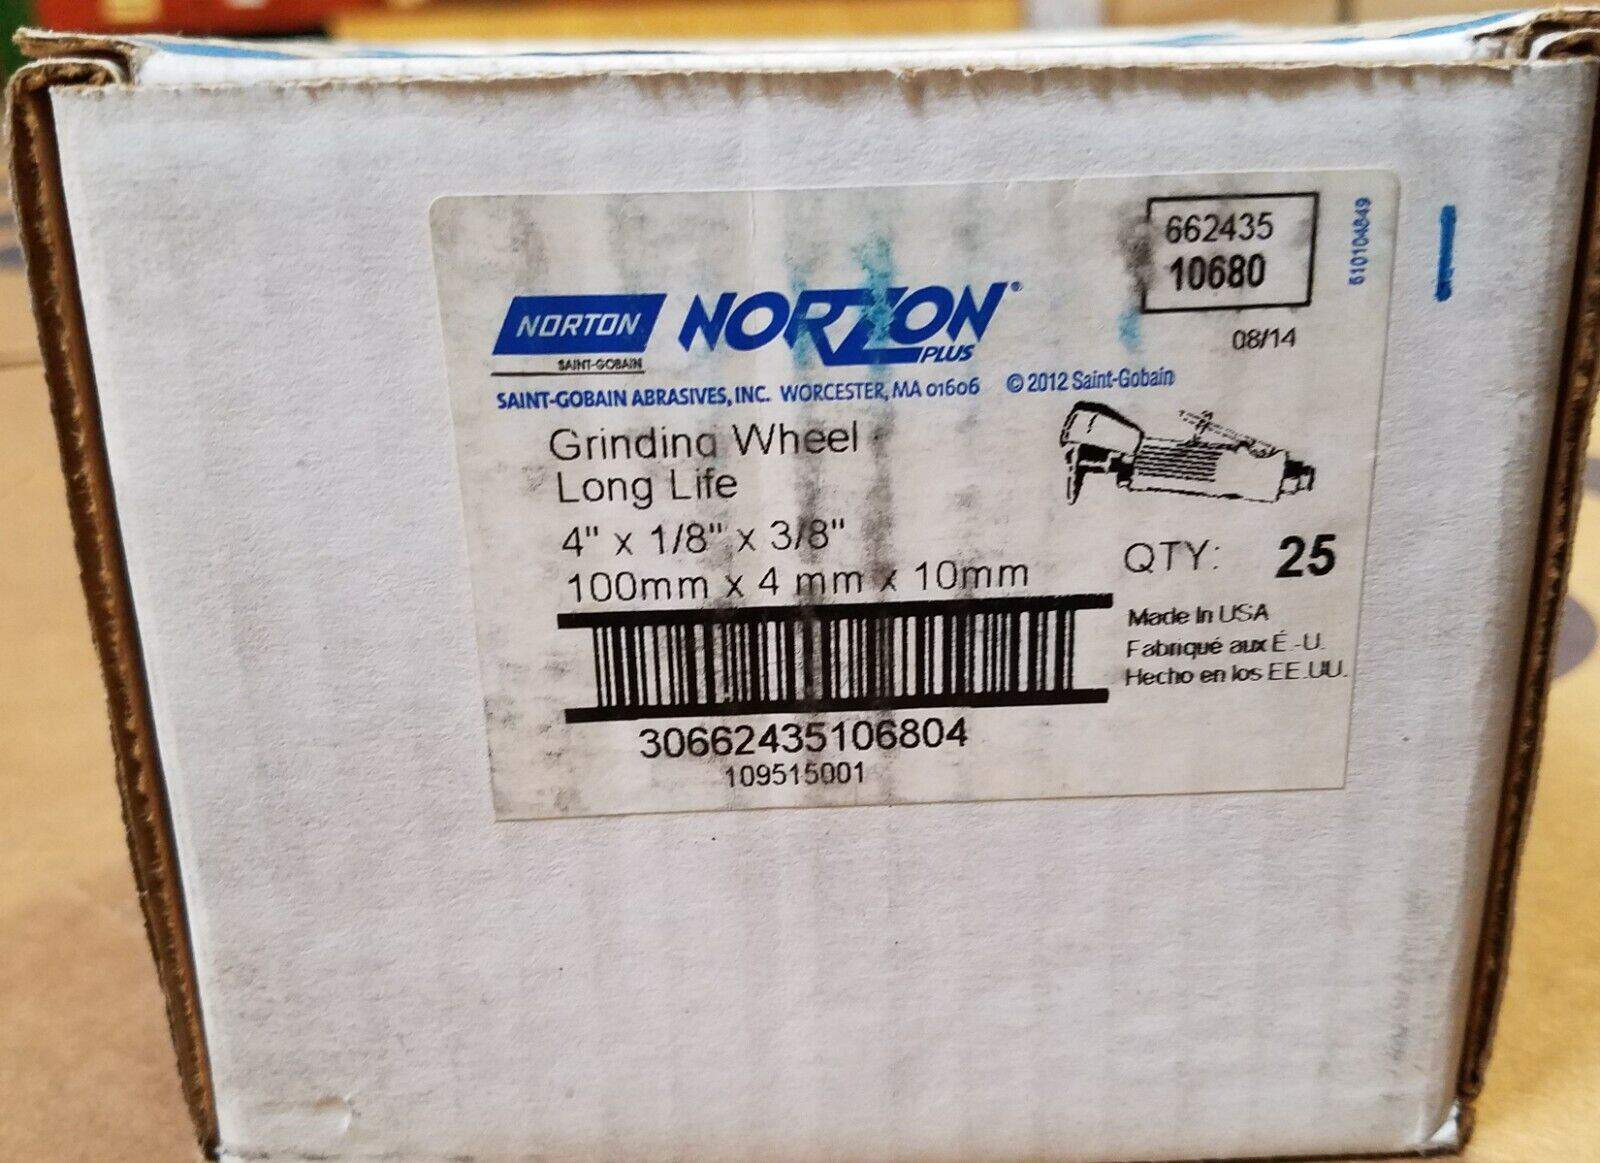 662435
10680
08/14
610104849
NORTON
SAINT-GOBAIN
NORZON®
PLUS
SAINT-GOBAIN ABRASIVES, INC. WORCESTER, MA 01606 © 2012 Saint-Gobain
Grinding Wheel
Long Life
4" x 1/8" x 3/8"
100mm x 4 mm x 10mm
QTY: 25
Made In USA
Fabriqué aux É.-U.
Hecho en los EE.UU.
30662435106804
109515001